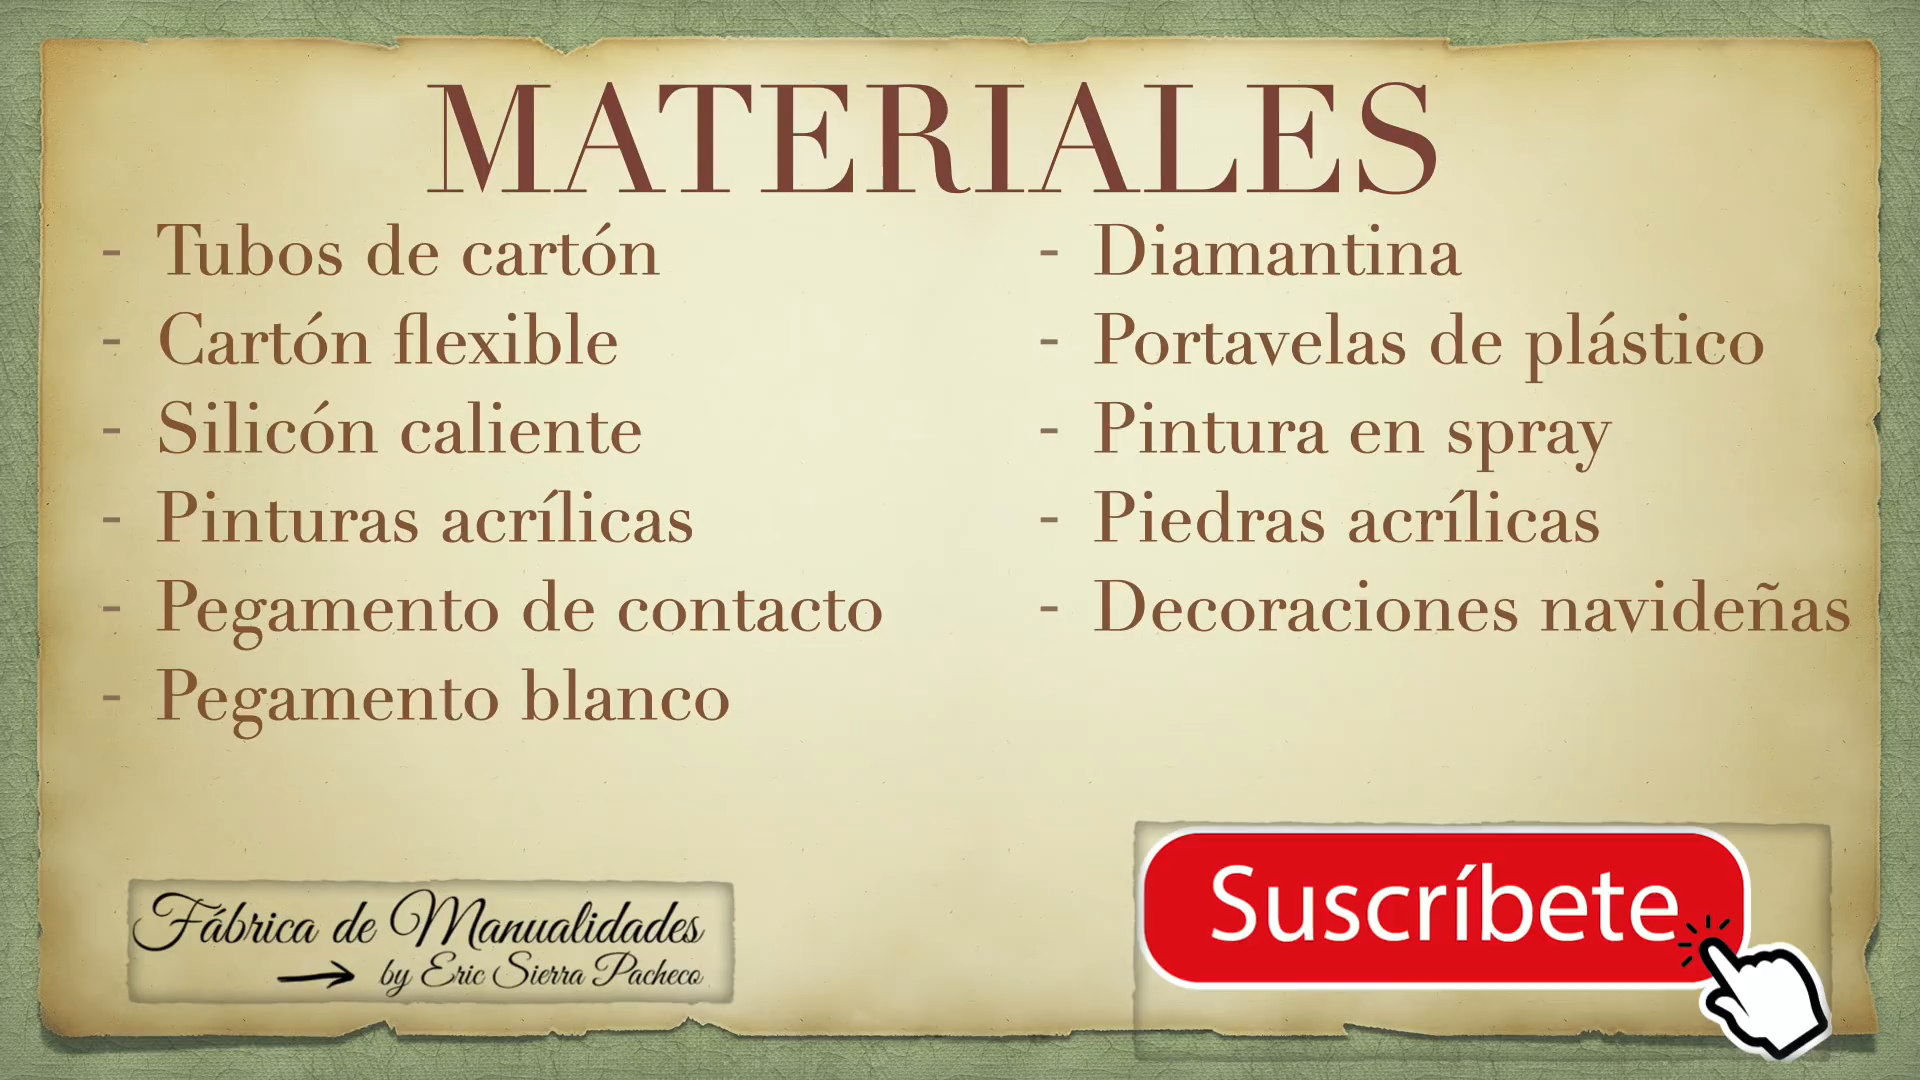 MATERIALES
- Tubos de cartón
- Cartón flexible
- Silicón caliente
- Pinturas acrílicas
- Pegamento de contacto
- Pegamento blanco
- Diamantina
- Portavelas de plástico
- Pintura en spray
- Piedras acrílicas
- Decoraciones navideñas
Fábrica de Manualidades
by Eric Sierra Pacheco
Suscríbete